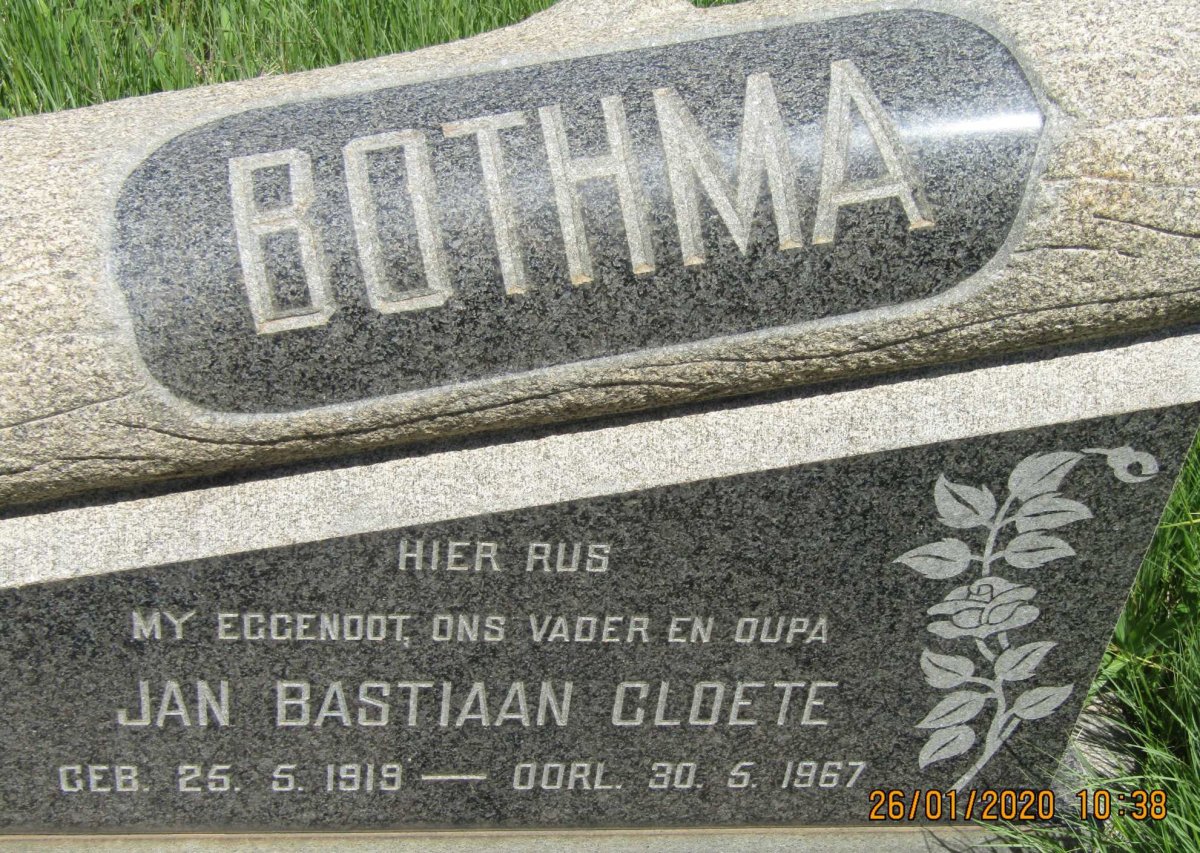 BOTHMA
HIER RUS
MY EGGENOOT, ONS VADER EN OUPA
JAN BASTIAAN CLOETE
GEB. 25. 5. 1919 — OORL. 30. 5. 1967
26/01/2020 10:38